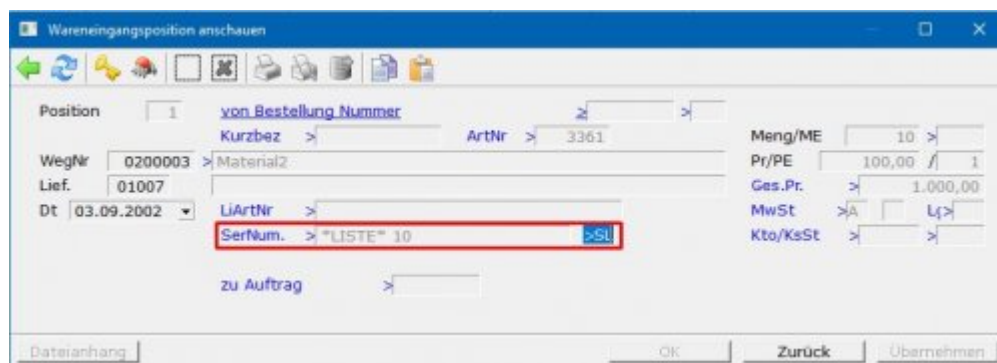 Wareneingangsposition anschauen
Position 1 von Bestellung Nummer > >
Kurzbez > ArtNr > 3361 Meng/ME 10 >
WegNr 0200003 > Material2 Pr/PE 100,00 / 1
Lief. 01007 Ges.Pr. > 1.000,00
Dt 03.09.2002 LiArtNr > MwSt >A L(>
SerNum. > *LISTE* 10 >SL Kto/KsSt > >
zu Auftrag >
Dateianhang OK Zurück Übernehmen